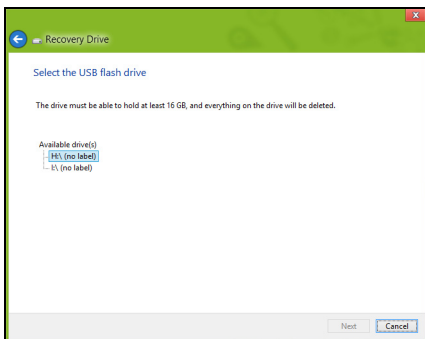 Recovery Drive
Select the USB flash drive
The drive must be able to hold at least 16 GB, and everything on the drive will be deleted.
Available drive(s)
H:\ (no label)
I:\ (no label)
Next
Cancel